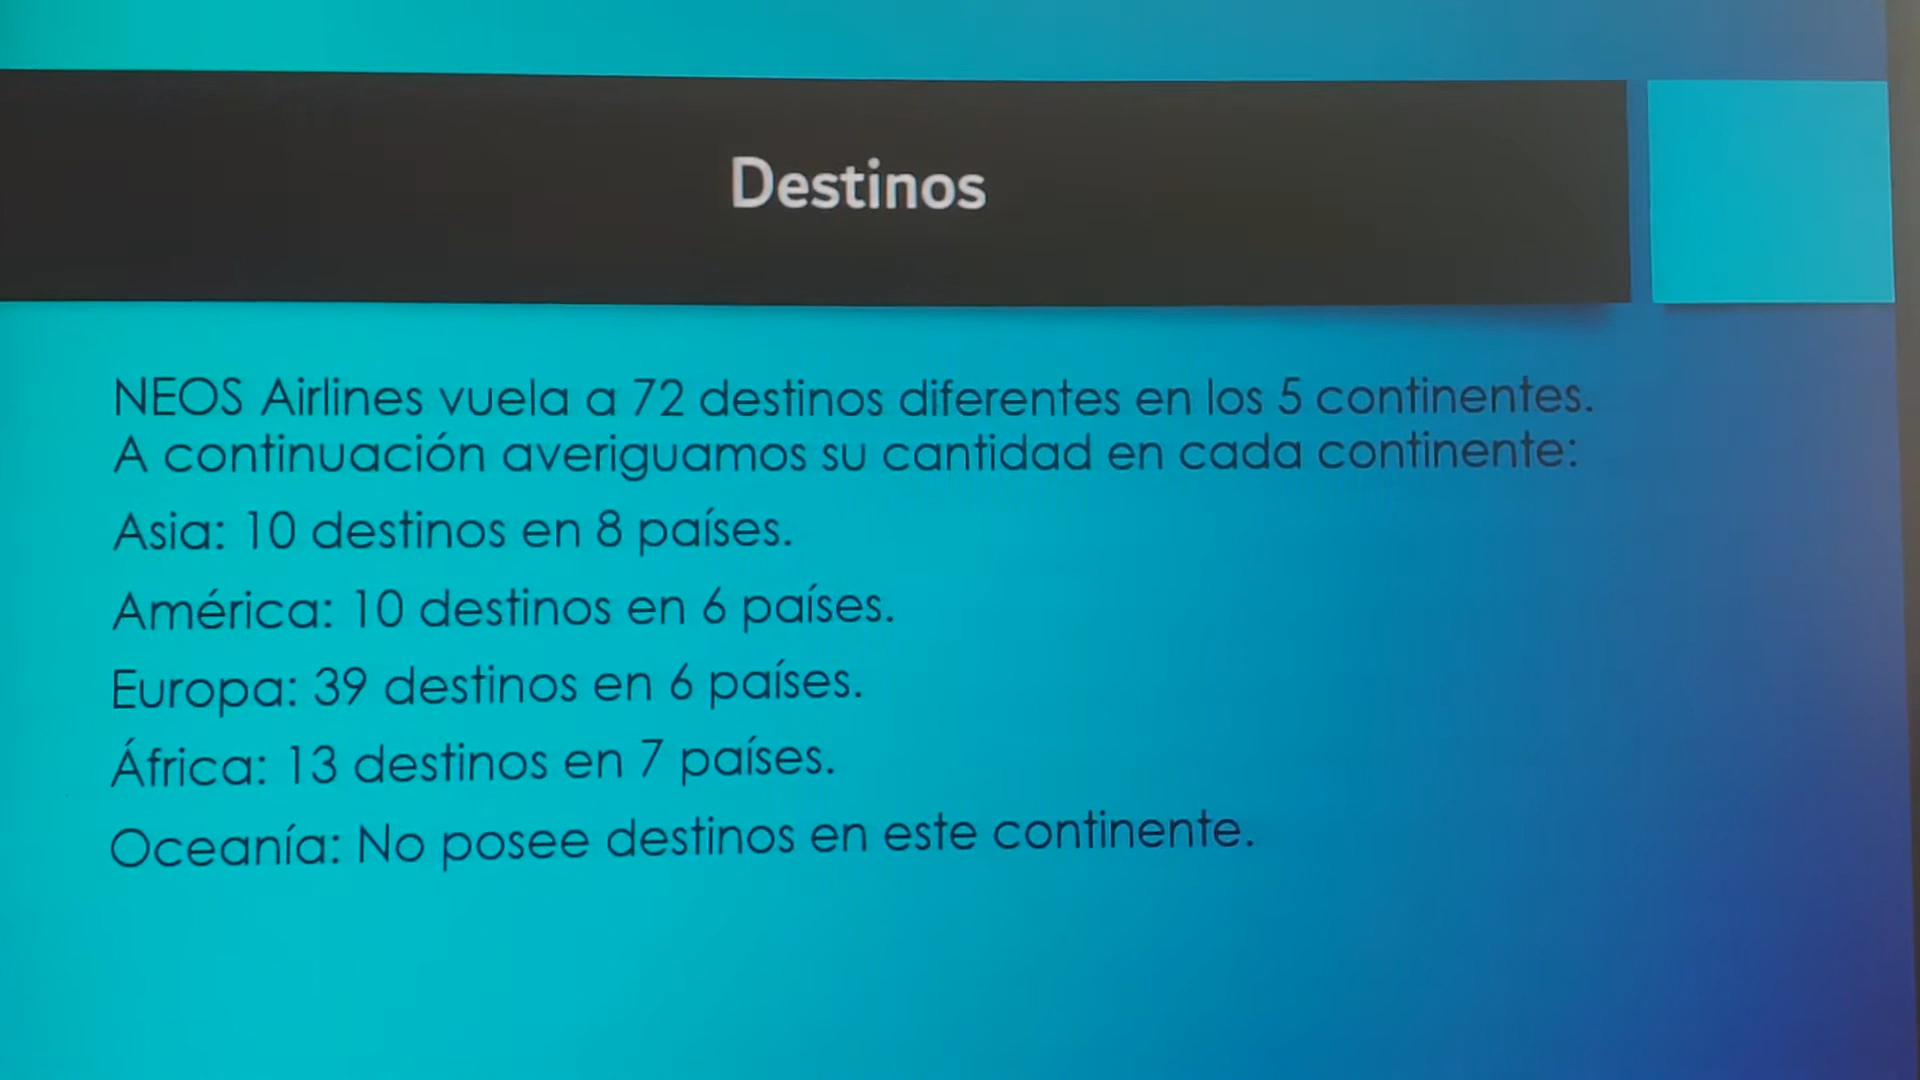 Destinos
NEOS Airlines vuela a 72 destinos diferentes en los 5 continentes.
A continuación averiguamos su cantidad en cada continente:
Asia: 10 destinos en 8 países.
América: 10 destinos en 6 países.
Europa: 39 destinos en 6 países.
África: 13 destinos en 7 países.
Oceanía: No posee destinos en este continente.